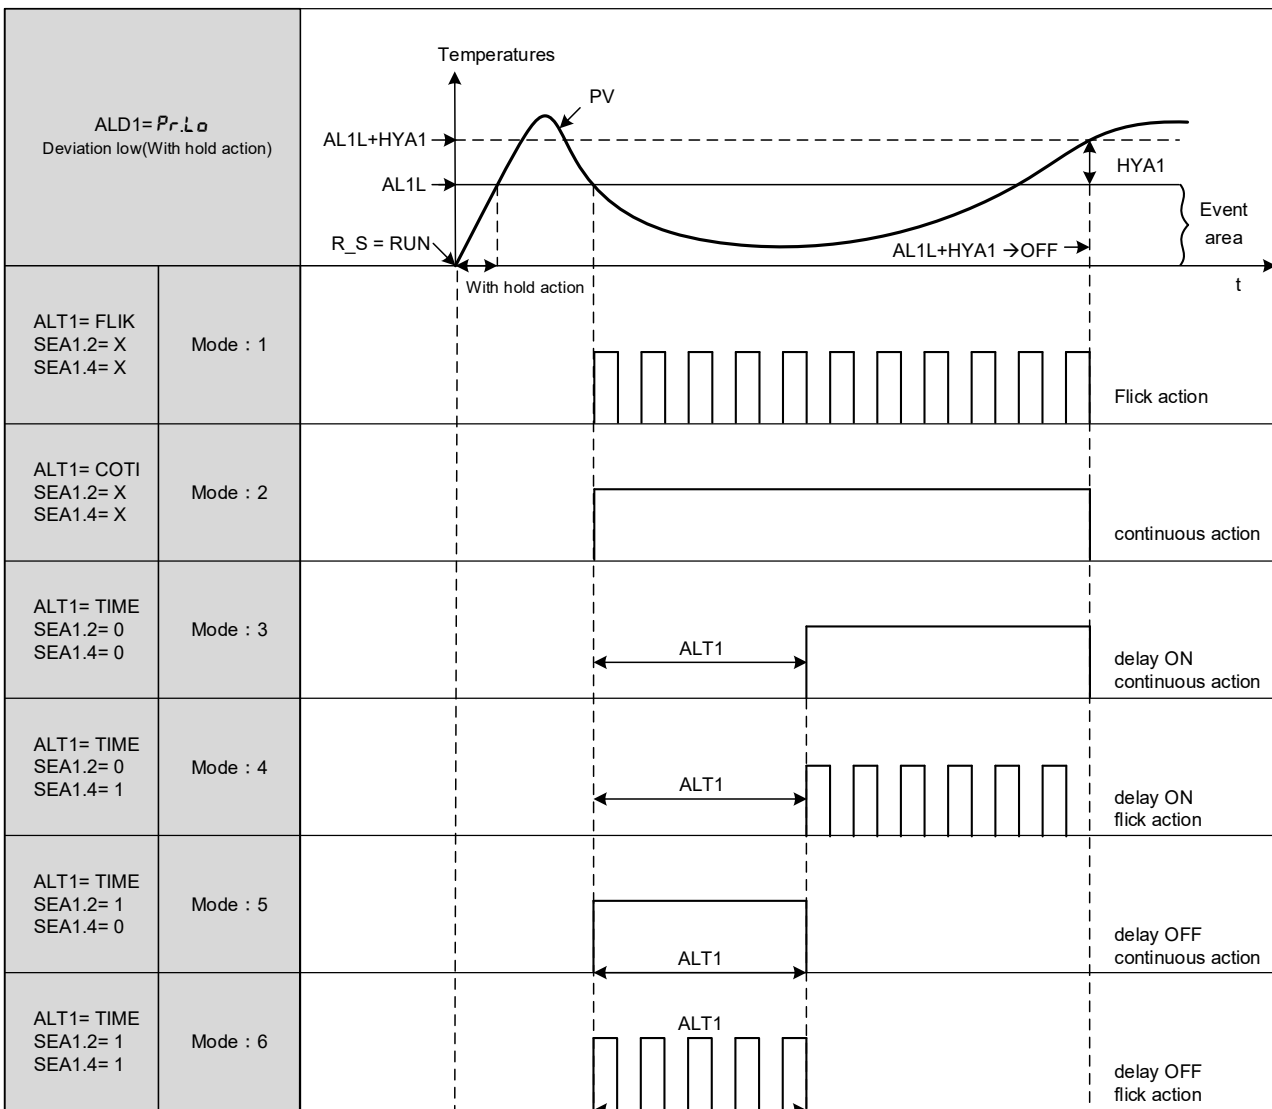 Temperatures
PV
ALD1= Pr.Lo
Deviation low(With hold action)
AL1L+HYA1
HYA1
AL1L
Event
area
R_S = RUN
AL1L+HYA1 →OFF
With hold action
t
ALT1= FLIK
SEA1.2= X
SEA1.4= X
Mode：1
Flick action
ALT1= COTI
SEA1.2= X
SEA1.4= X
Mode：2
continuous action
ALT1= TIME
SEA1.2= 0
SEA1.4= 0
Mode：3
ALT1
delay ON
continuous action
ALT1= TIME
SEA1.2= 0
SEA1.4= 1
Mode：4
ALT1
delay ON
flick action
ALT1= TIME
SEA1.2= 1
SEA1.4= 0
Mode：5
ALT1
delay OFF
continuous action
ALT1= TIME
SEA1.2= 1
SEA1.4= 1
Mode：6
ALT1
delay OFF
flick action